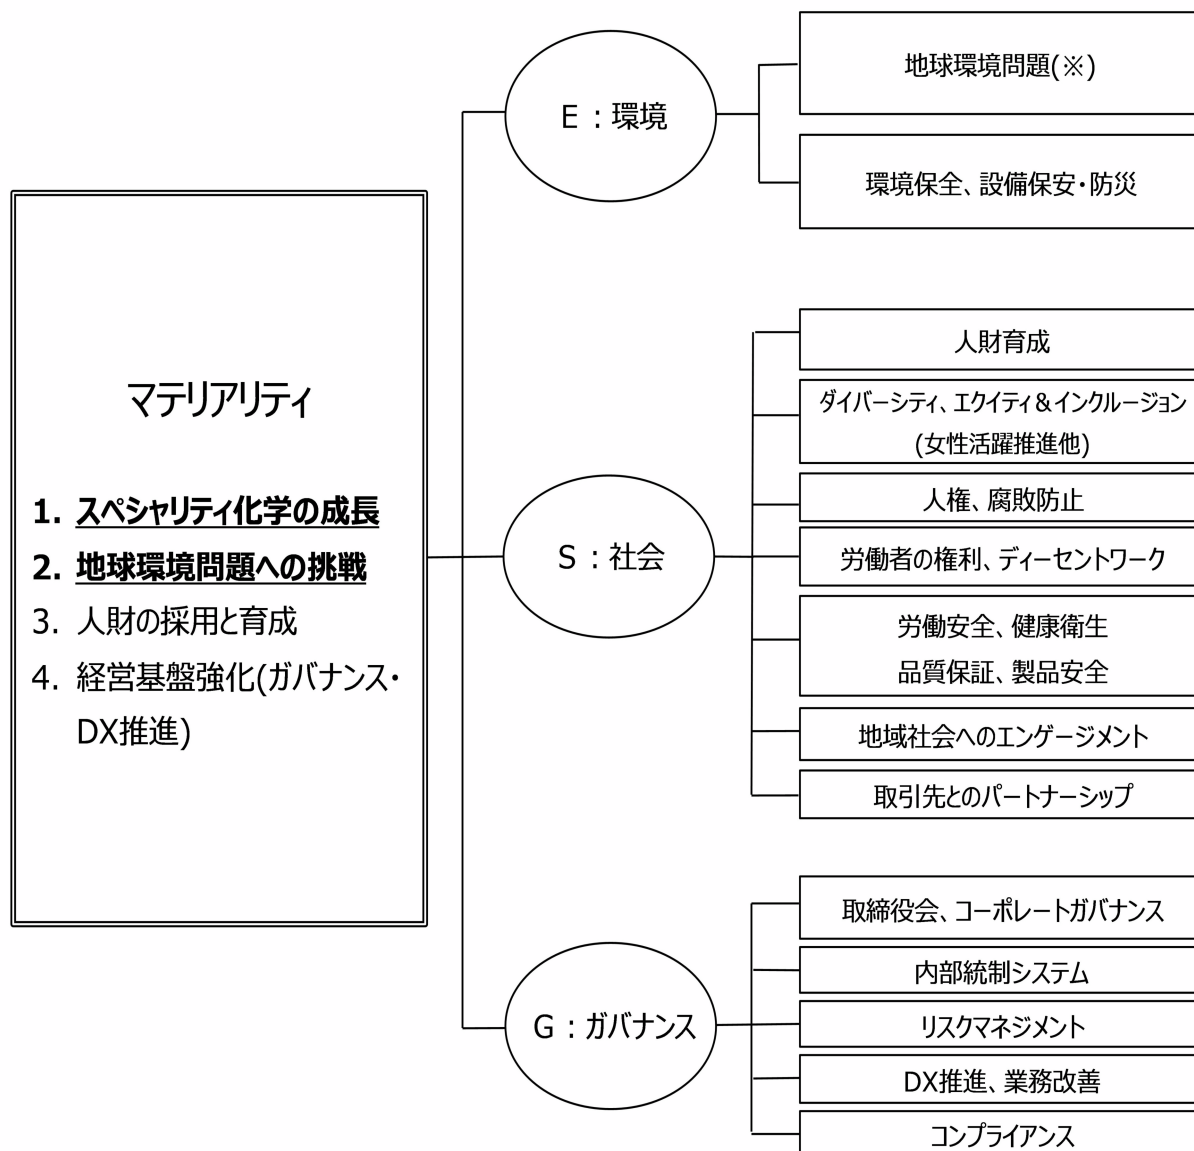 マテリアリティ
1. スペシャリティ化学の成長
2. 地球環境問題への挑戦
3. 人財の採用と育成
4. 経営基盤強化(ガバナンス・
DX推進)
E：環境
地球環境問題(※)
環境保全、設備保安・防災
S：社会
人財育成
ダイバーシティ、エクイティ&インクルージョン
(女性活躍推進他)
人権、腐敗防止
労働者の権利、ディーセントワーク
労働安全、健康衛生
品質保証、製品安全
地域社会へのエンゲージメント
取引先とのパートナーシップ
G：ガバナンス
取締役会、コーポレートガバナンス
内部統制システム
リスクマネジメント
DX推進、業務改善
コンプライアンス